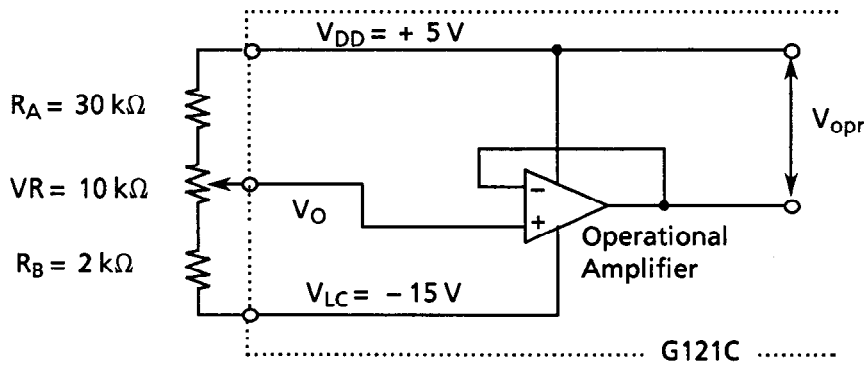 V_DD = + 5 V
R_A = 30 kΩ
V_opr
VR = 10 kΩ
V_O
−
+
Operational
Amplifier
R_B = 2 kΩ
V_LC = − 15 V
G121C